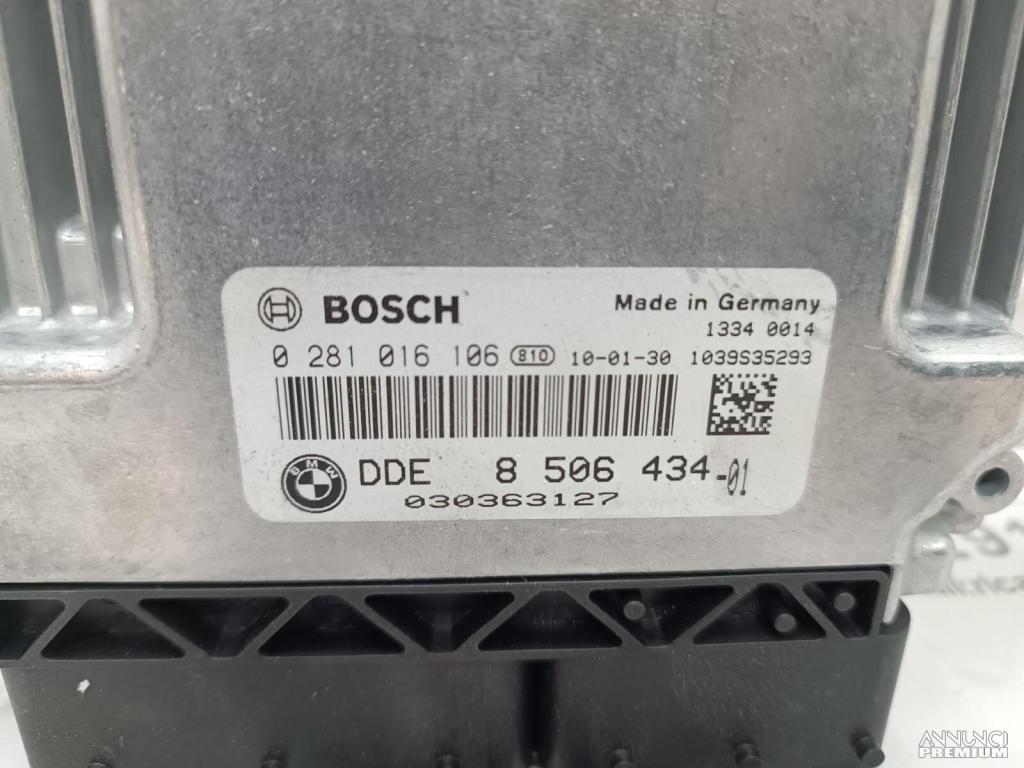 BOSCH
Made in Germany
1334 0014
0 281 016 106 810 10-01-30 1039S35293
BMW
DDE 8 506 434-01
030363127
ANNUNCI
PREMIUM